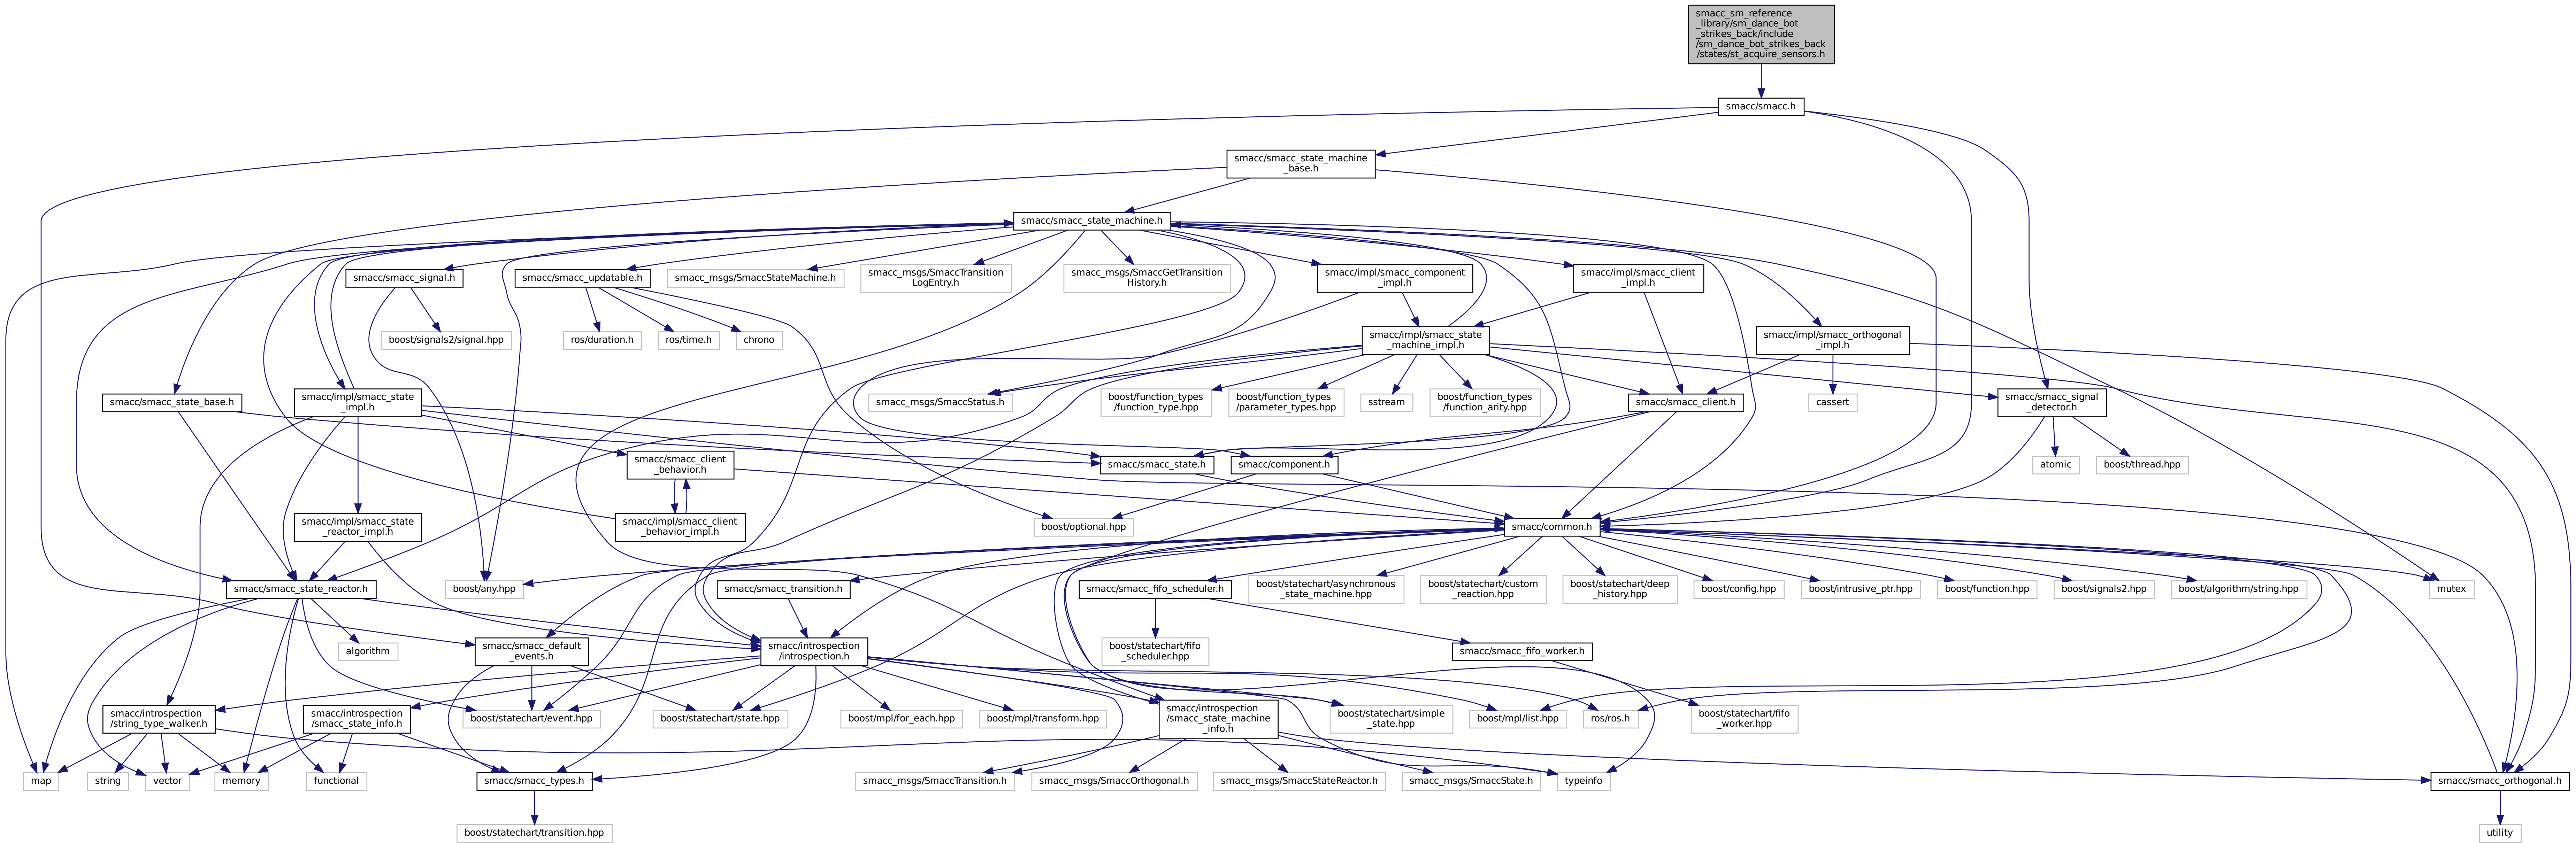 smacc_sm_reference
_library/sm_dance_bot
_strikes_back/include
/sm_dance_bot_strikes_back
/states/st_acquire_sensors.h
smacc/smacc.h
smacc/smacc_state_machine
_base.h
smacc/smacc_state_machine.h
smacc/smacc_signal.h
smacc/smacc_updatable.h
smacc_msgs/SmaccStateMachine.h
smacc_msgs/SmaccTransition
LogEntry.h
smacc_msgs/SmaccGetTransition
History.h
smacc/impl/smacc_component
_impl.h
smacc/impl/smacc_client
_impl.h
boost/signals2/signal.hpp
ros/duration.h
ros/time.h
chrono
smacc/impl/smacc_state
_machine_impl.h
smacc/impl/smacc_orthogonal
_impl.h
smacc/smacc_state_base.h
smacc/impl/smacc_state
_impl.h
smacc_msgs/SmaccStatus.h
boost/function_types
/function_type.hpp
boost/function_types
/parameter_types.hpp
sstream
boost/function_types
/function_arity.hpp
smacc/smacc_client.h
cassert
smacc/smacc_signal
_detector.h
smacc/smacc_client
_behavior.h
smacc/smacc_state.h
smacc/component.h
atomic
boost/thread.hpp
smacc/impl/smacc_state
_reactor_impl.h
smacc/impl/smacc_client
_behavior_impl.h
boost/optional.hpp
smacc/common.h
smacc/smacc_state_reactor.h
boost/any.hpp
smacc/smacc_transition.h
smacc/smacc_fifo_scheduler.h
boost/statechart/asynchronous
_state_machine.hpp
boost/statechart/custom
_reaction.hpp
boost/statechart/deep
_history.hpp
boost/config.hpp
boost/intrusive_ptr.hpp
boost/function.hpp
boost/signals2.hpp
boost/algorithm/string.hpp
mutex
algorithm
smacc/smacc_default
_events.h
smacc/introspection
/introspection.h
boost/statechart/fifo
_scheduler.hpp
smacc/smacc_fifo_worker.h
smacc/introspection
/string_type_walker.h
smacc/introspection
/smacc_state_info.h
boost/statechart/event.hpp
boost/statechart/state.hpp
boost/mpl/for_each.hpp
boost/mpl/transform.hpp
smacc/introspection
/smacc_state_machine
_info.h
boost/statechart/simple
_state.hpp
boost/mpl/list.hpp
ros/ros.h
boost/statechart/fifo
_worker.hpp
map
string
vector
memory
functional
smacc/smacc_types.h
smacc_msgs/SmaccTransition.h
smacc_msgs/SmaccOrthogonal.h
smacc_msgs/SmaccStateReactor.h
smacc_msgs/SmaccState.h
typeinfo
smacc/smacc_orthogonal.h
boost/statechart/transition.hpp
utility